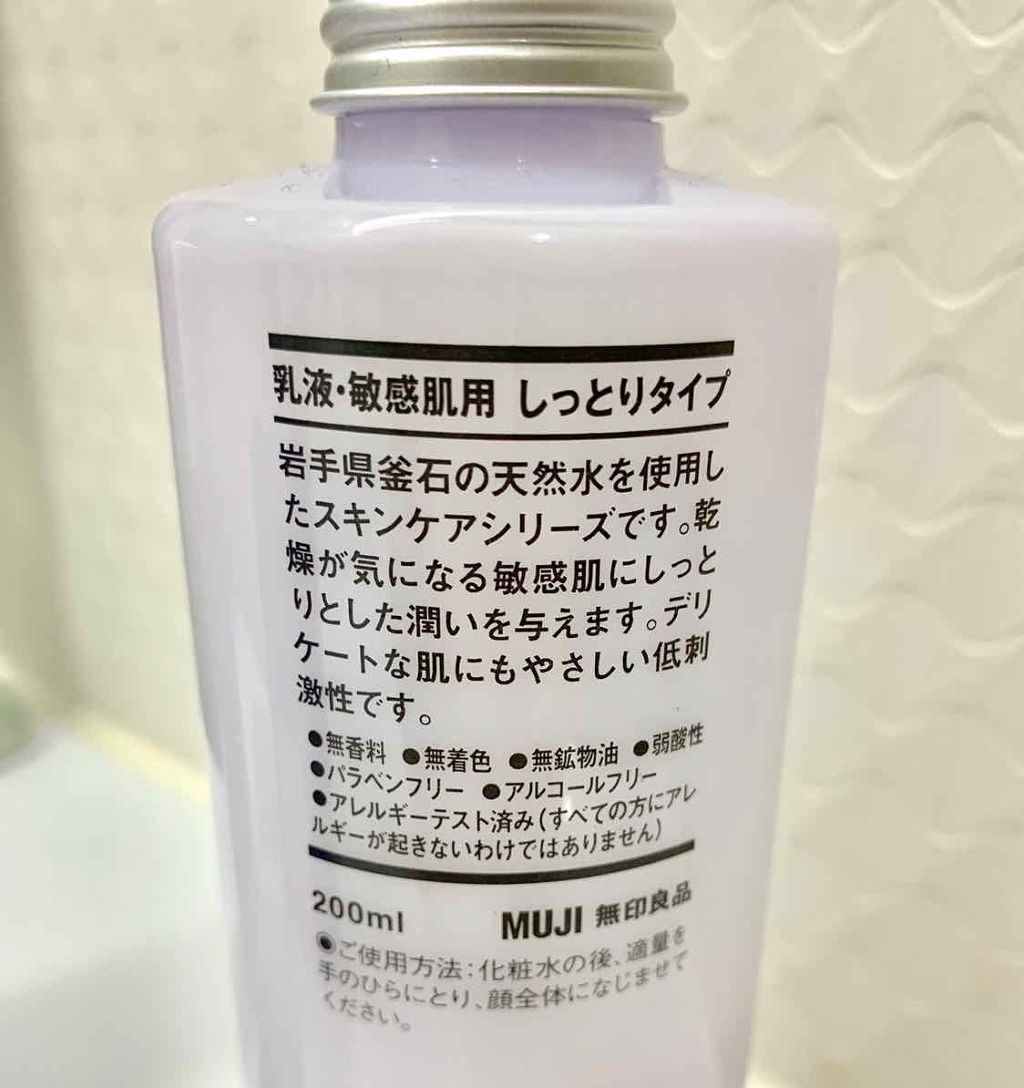 乳液・敏感肌用 しっとりタイプ
岩手県釜石の天然水を使用し
たスキンケアシリーズです。乾
燥が気になる敏感肌にしっと
りとした潤いを与えます。デリ
ケートな肌にもやさしい低刺
激性です。
●無香料 ●無着色 ●無鉱物油 ●弱酸性
●パラベンフリー ●アルコールフリー
●アレルギーテスト済み(すべての方にアレ
ルギーが起きないわけではありません)
200ml MUJI 無印良品
◉ご使用方法:化粧水の後、適量を
手のひらにとり、顔全体になじませて
ください。